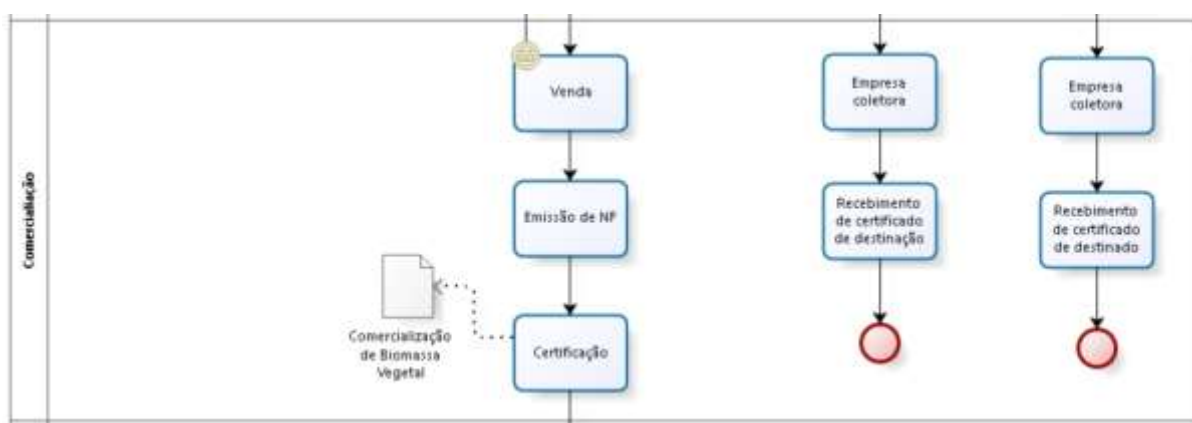 Comercialiação
Venda
Emissão de NF
Certificação
Comercialização
de Biomassa
Vegetal
Empresa
coletora
Recebimento
de certificado
de destinação
Empresa
coletora
Recebimento
de certificado
de destinado